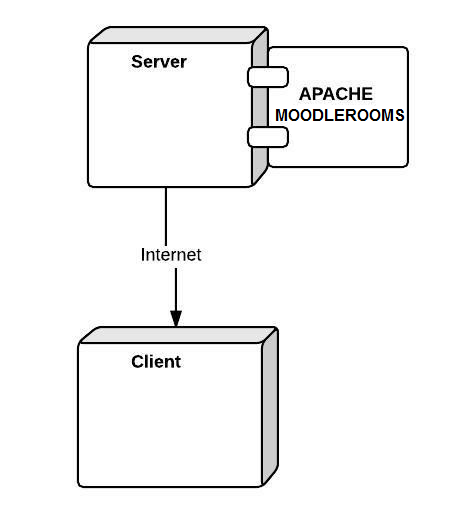 Server
APACHE
MOODLEROOMS
Internet
Client